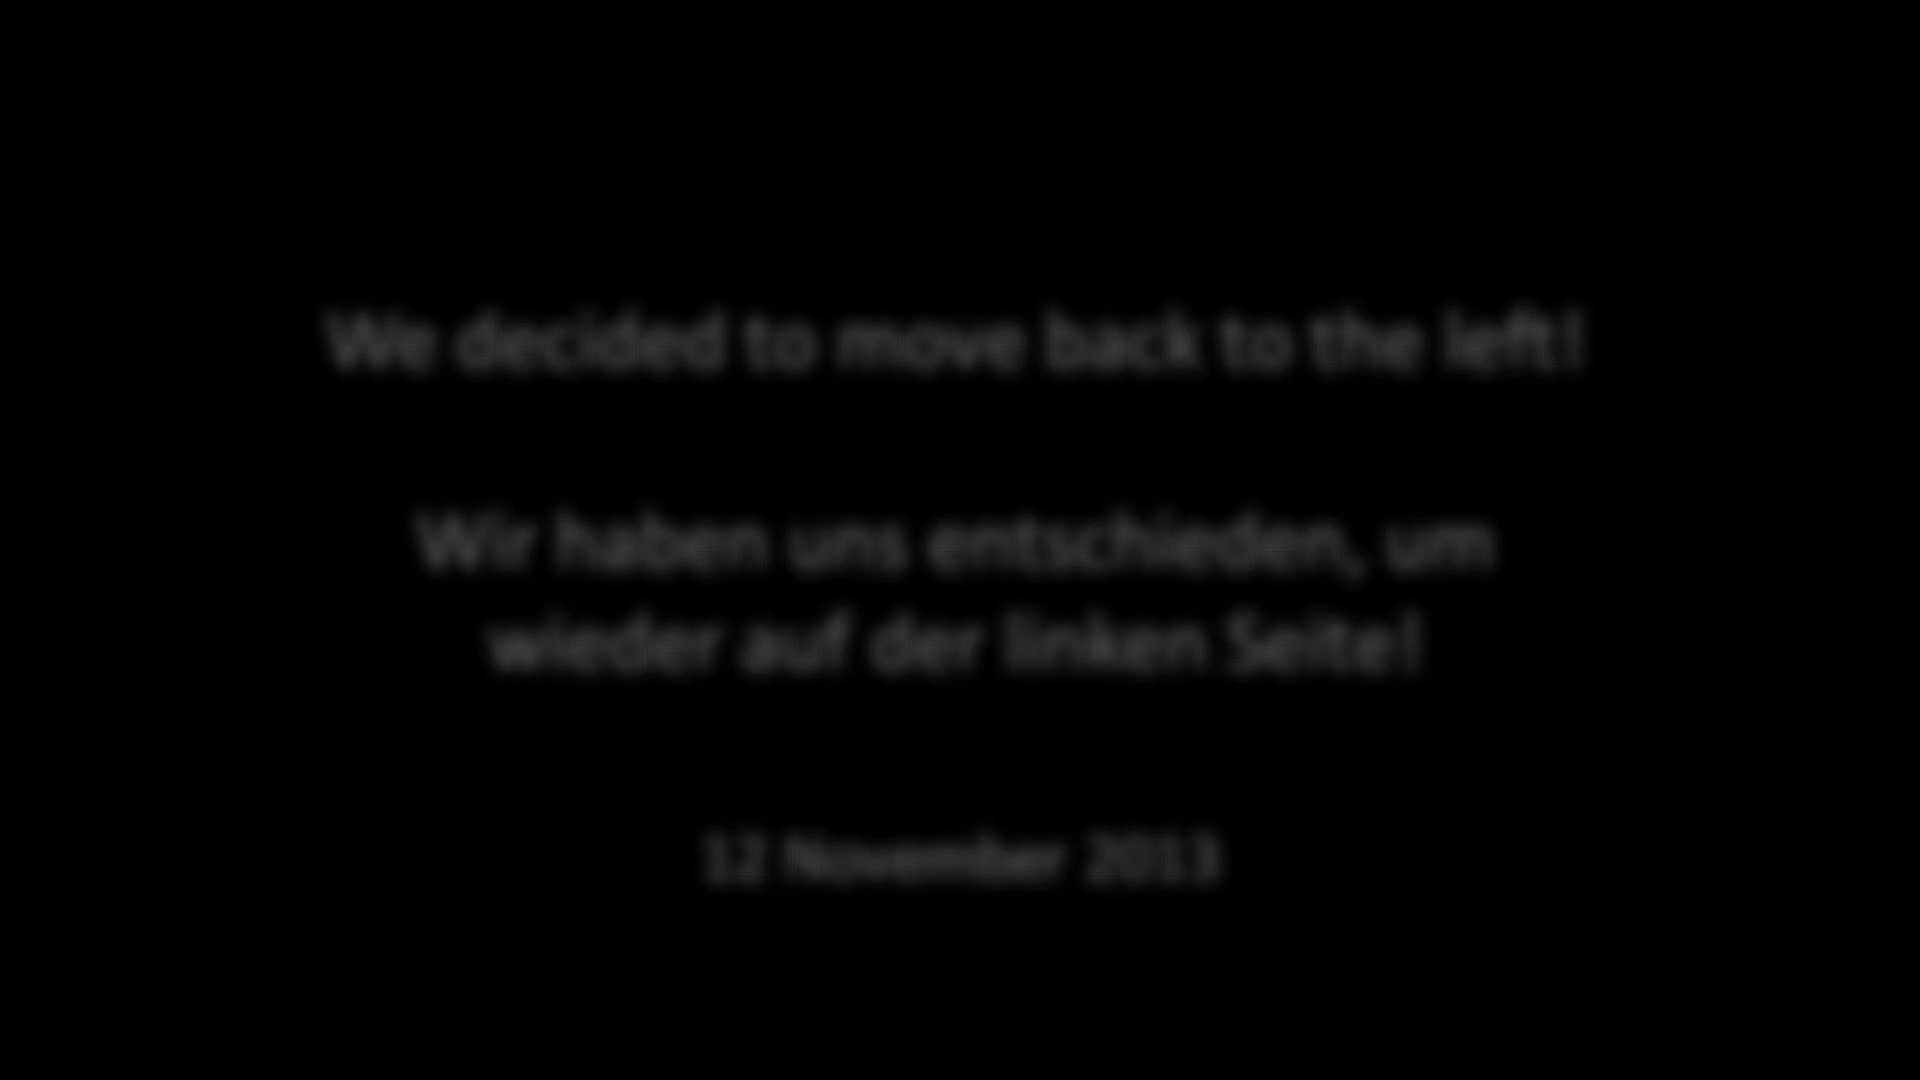 We decided to move back to the left!
Wir haben uns entschieden, um
wieder auf der linken Seite!
12 November 2013